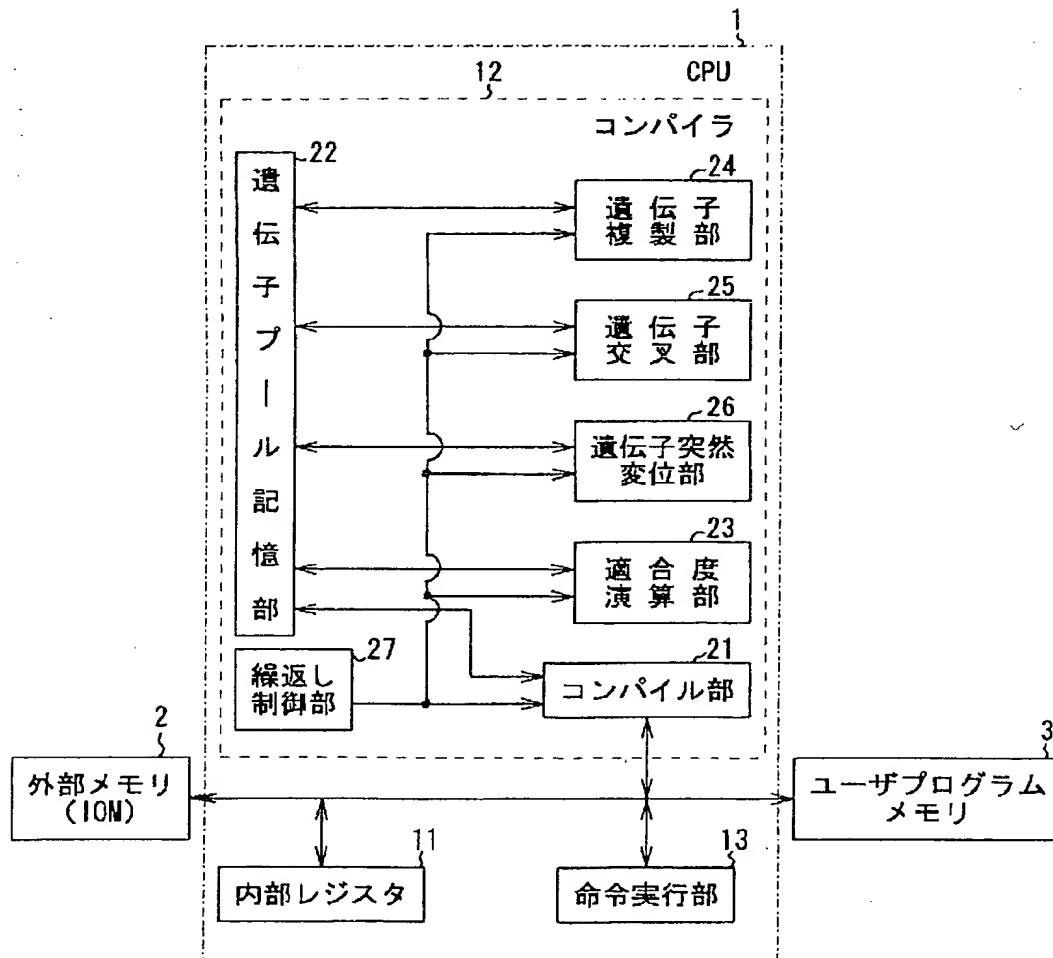 1
CPU
12
コンパイラ
22
遺伝子プール記憶部
24
遺伝子
複製部
25
遺伝子
交叉部
26
遺伝子突然
変位部
23
適合度
演算部
27
繰返し
制御部
21
コンパイル部
2
外部メモリ
(IOM)
3
ユーザプログラム
メモリ
11
内部レジスタ
13
命令実行部